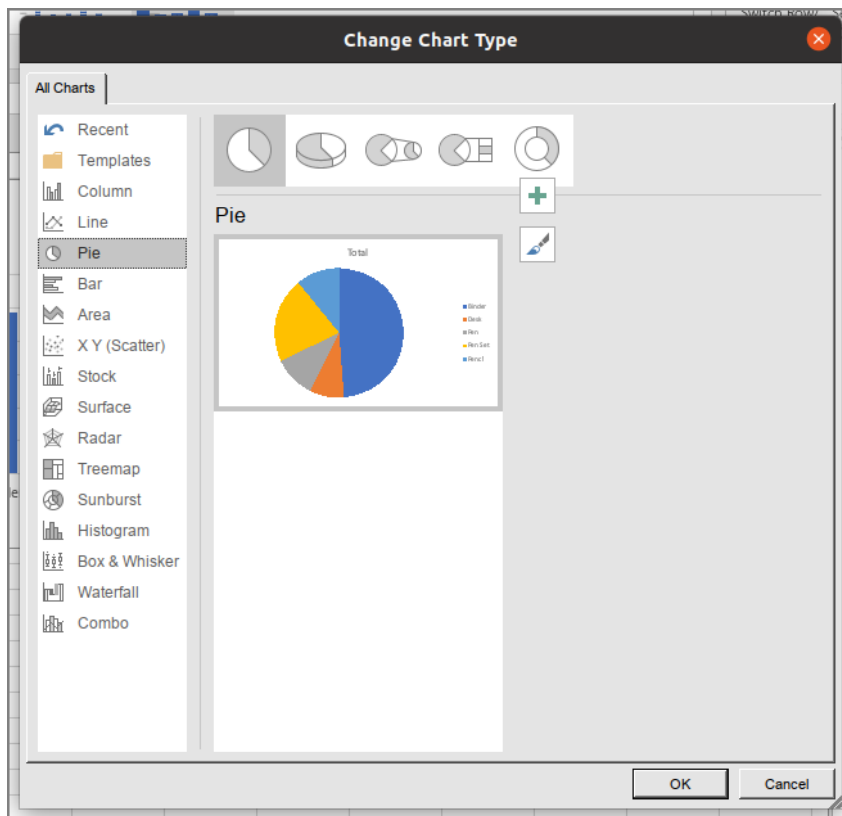 Switch Row/
Change Chart Type
All Charts
Recent
Templates
Column
Line
Pie
Bar
Area
X Y (Scatter)
Stock
Surface
Radar
Treemap
Sunburst
Histogram
Box & Whisker
Waterfall
Combo
Pie
Total
Binder
Desk
Pen
Pen Set
Pencil
OK
Cancel